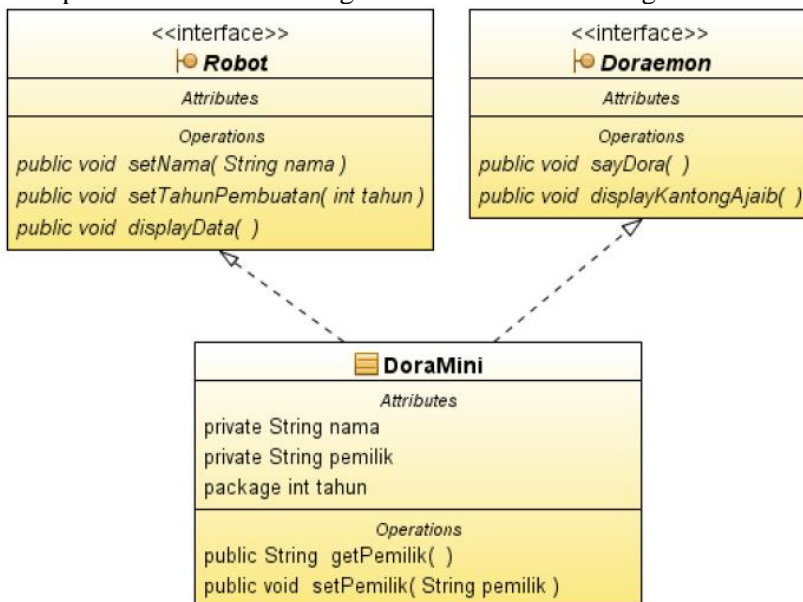 <<interface>>
Robot
Attributes
Operations
public void setNama( String nama )
public void setTahunPembuatan( int tahun )
public void displayData( )
<<interface>>
Doraemon
Attributes
Operations
public void sayDora( )
public void displayKantongAjaib( )
DoraMini
Attributes
private String nama
private String pemilik
package int tahun
Operations
public String getPemilik( )
public void setPemilik( String pemilik )